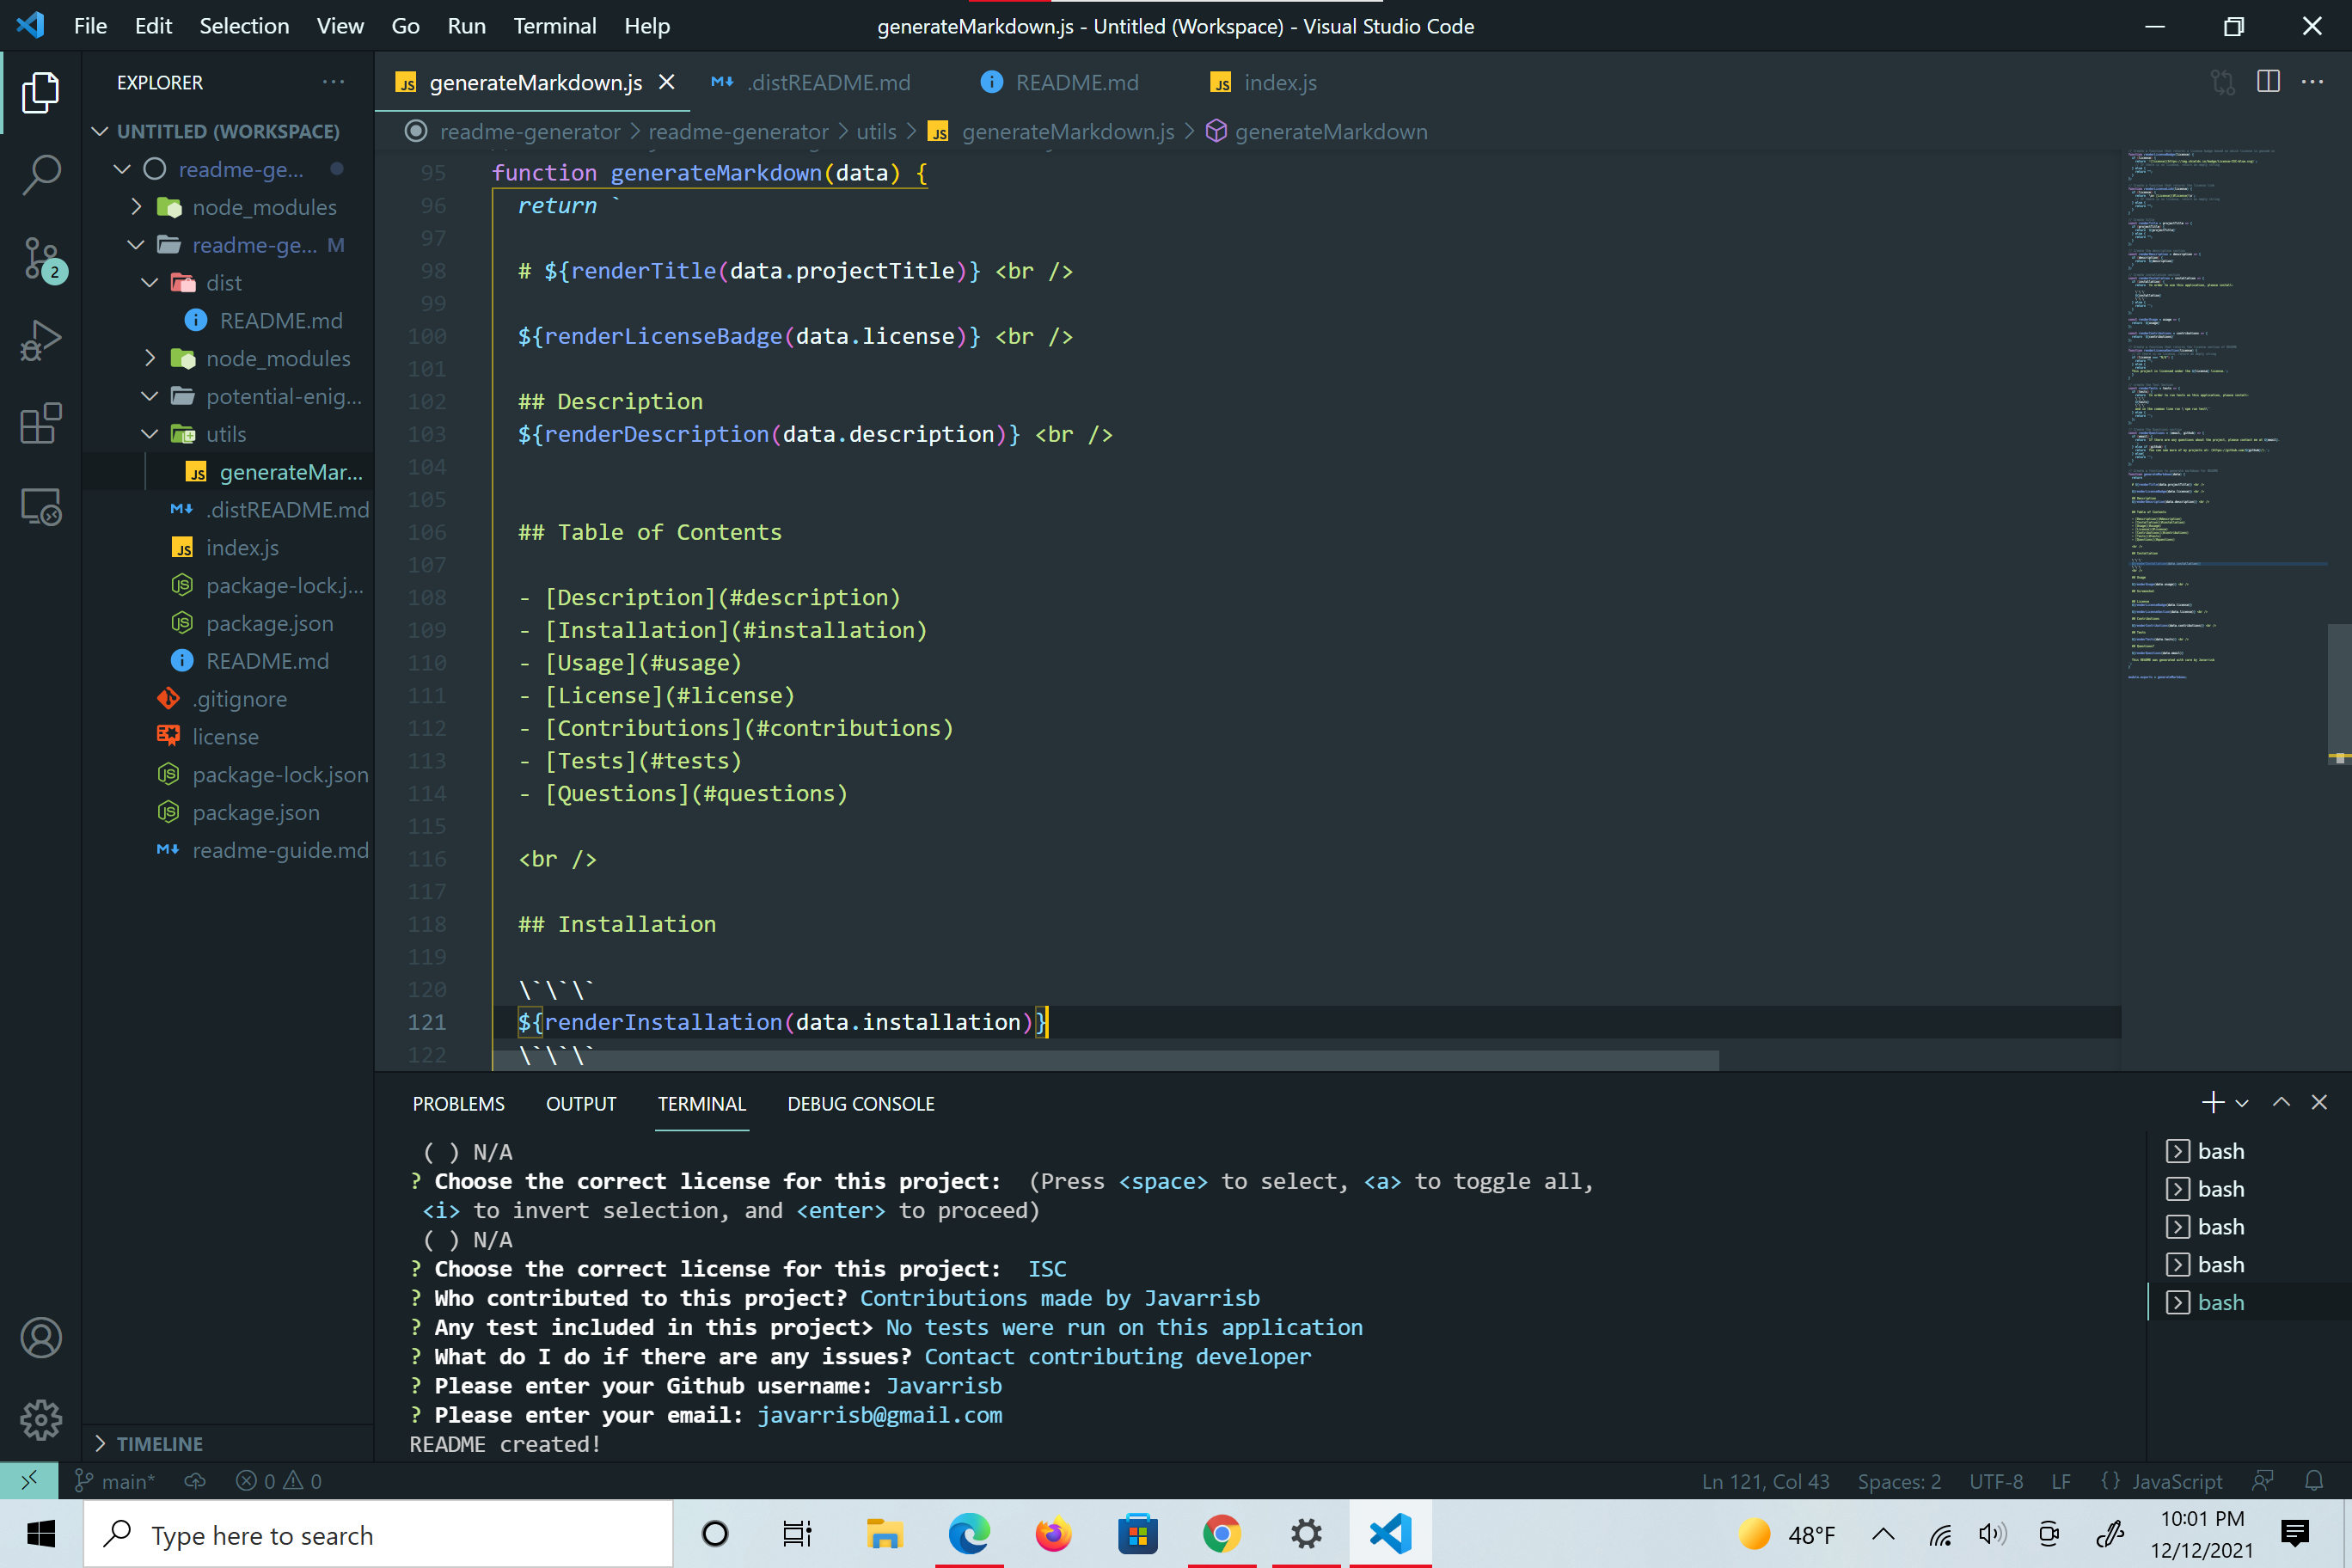 File Edit Selection View Go Run Terminal Help
generateMarkdown.js - Untitled (Workspace) - Visual Studio Code
EXPLORER
UNTITLED (WORKSPACE)
readme-ge...
node_modules
readme-ge... M
dist
README.md
node_modules
potential-enig...
utils
generateMar...
.distREADME.md
index.js
package-lock.j...
package.json
README.md
.gitignore
license
package-lock.json
package.json
readme-guide.md
TIMELINE
2
generateMarkdown.js .distREADME.md README.md index.js
readme-generator > readme-generator > utils > generateMarkdown.js > generateMarkdown
95 function generateMarkdown(data) {
96 return `
97
98 # ${renderTitle(data.projectTitle)} <br />
99
100 ${renderLicenseBadge(data.license)} <br />
101
102 ## Description
103 ${renderDescription(data.description)} <br />
104
105
106 ## Table of Contents
107
108 - [Description](#description)
109 - [Installation](#installation)
110 - [Usage](#usage)
111 - [License](#license)
112 - [Contributions](#contributions)
113 - [Tests](#tests)
114 - [Questions](#questions)
115
116 <br />
117
118 ## Installation
119
120 \`\`\`
121 ${renderInstallation(data.installation)}
122 \`\`\`
PROBLEMS OUTPUT TERMINAL DEBUG CONSOLE
( ) N/A
? Choose the correct license for this project:  (Press <space> to select, <a> to toggle all,
<i> to invert selection, and <enter> to proceed)
( ) N/A
? Choose the correct license for this project:  ISC
? Who contributed to this project? Contributions made by Javarrisb
? Any test included in this project> No tests were run on this application
? What do I do if there are any issues? Contact contributing developer
? Please enter your Github username: Javarrisb
? Please enter your email: javarrisb@gmail.com
README created!
bash
bash
bash
bash
bash
main* 0 0 Ln 121, Col 43 Spaces: 2 UTF-8 LF {} JavaScript
Type here to search
48°F
10:01 PM
12/12/2021